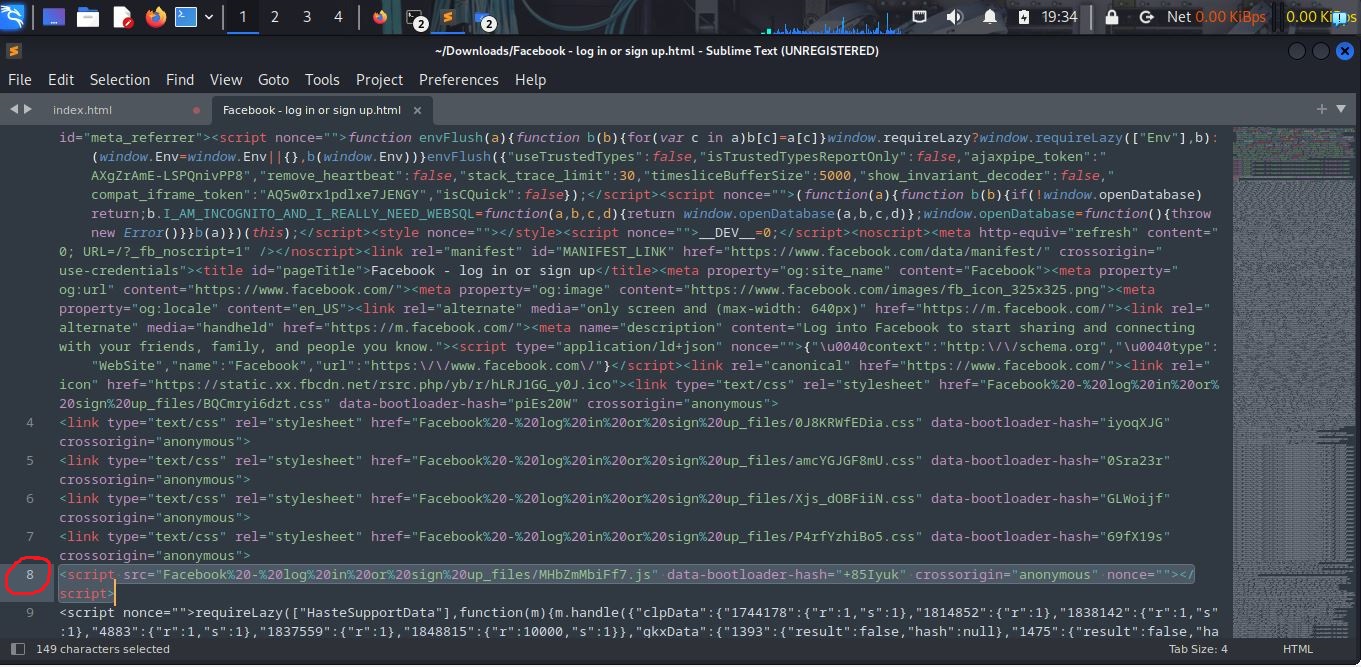 1 2 3 4 2 2 19:34 Net 0.00 KiBps 0.00 KiBps
~/Downloads/Facebook - log in or sign up.html - Sublime Text (UNREGISTERED)
File Edit Selection Find View Goto Tools Project Preferences Help
index.html Facebook - log in or sign up.html
id="meta_referrer"><script nonce="">function envFlush(a){function b(b){for(var c in a)b[c]=a[c]}window.requireLazy?window.requireLazy(["Env"],b):
(window.Env=window.Env||{},b(window.Env))}envFlush({"useTrustedTypes":false,"isTrustedTypesReportOnly":false,"ajaxpipe_token":"
AXgZrAmE-LSPQnivPP8","remove_heartbeat":false,"stack_trace_limit":30,"timesliceBufferSize":5000,"show_invariant_decoder":false,"
compat_iframe_token":"AQ5w0rx1pdlxe7JENGY","isCQuick":false});</script><script nonce="">(function(a){function b(b){if(!window.openDatabase)
return;b.I_AM_INCOGNITO_AND_I_REALLY_NEED_WEBSQL=function(a,b,c,d){return window.openDatabase(a,b,c,d)};window.openDatabase=function(){throw
new Error()}}b(a)})(this);</script><style nonce=""></style><script nonce="">__DEV__=0;</script><noscript><meta http-equiv="refresh" content="
0; URL=/?_fb_noscript=1" /></noscript><link rel="manifest" id="MANIFEST_LINK" href="https://www.facebook.com/data/manifest/" crossorigin="
use-credentials"><title id="pageTitle">Facebook - log in or sign up</title><meta property="og:site_name" content="Facebook"><meta property="
og:url" content="https://www.facebook.com/"><meta property="og:image" content="https://www.facebook.com/images/fb_icon_325x325.png"><meta
property="og:locale" content="en_US"><link rel="alternate" media="only screen and (max-width: 640px)" href="https://m.facebook.com/"><link rel="
alternate" media="handheld" href="https://m.facebook.com/"><meta name="description" content="Log into Facebook to start sharing and connecting
with your friends, family, and people you know."><script type="application/ld+json" nonce="">{"\u0040context":"http:\/\/schema.org","\u0040type":
"WebSite","name":"Facebook","url":"https:\/\/www.facebook.com\/"}</script><link rel="canonical" href="https://www.facebook.com/"><link rel="
icon" href="https://static.xx.fbcdn.net/rsrc.php/yb/r/hLRJ1GG_y0J.ico"><link type="text/css" rel="stylesheet" href="Facebook%20-%20log%20in%20or%
20sign%20up_files/BQCmryi6dzt.css" data-bootloader-hash="piEs20W" crossorigin="anonymous">
4 <link type="text/css" rel="stylesheet" href="Facebook%20-%20log%20in%20or%20sign%20up_files/0J8KRWfEDia.css" data-bootloader-hash="iyoqXJG"
crossorigin="anonymous">
5 <link type="text/css" rel="stylesheet" href="Facebook%20-%20log%20in%20or%20sign%20up_files/amcYGJGF8mU.css" data-bootloader-hash="0Sra23r"
crossorigin="anonymous">
6 <link type="text/css" rel="stylesheet" href="Facebook%20-%20log%20in%20or%20sign%20up_files/Xjs_dOBFiiN.css" data-bootloader-hash="GLWoijf"
crossorigin="anonymous">
7 <link type="text/css" rel="stylesheet" href="Facebook%20-%20log%20in%20or%20sign%20up_files/P4rfYzhiBo5.css" data-bootloader-hash="69fX19s"
crossorigin="anonymous">
8 <script src="Facebook%20-%20log%20in%20or%20sign%20up_files/MHbZmMbiFf7.js" data-bootloader-hash="+85Iyuk" crossorigin="anonymous" nonce=""></
script>
9 <script nonce="">requireLazy(["HasteSupportData"],function(m){m.handle({"clpData":{"1744178":{"r":1,"s":1},"1814852":{"r":1},"1838142":{"r":1,"s"
:1},"4883":{"r":1,"s":1},"1837559":{"r":1},"1848815":{"r":10000,"s":1}},"gkxData":{"1393":{"result":false,"hash":null},"1475":{"result":false,"ha
149 characters selected Tab Size: 4 HTML